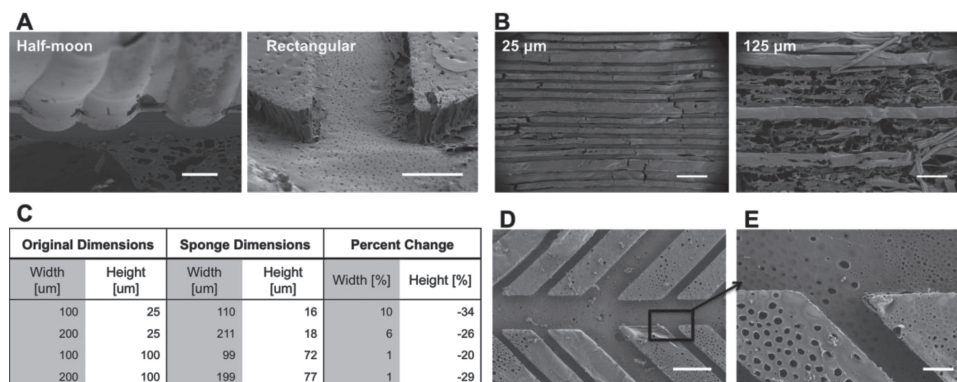 A
B
Half-moon
Rectangular
25 μm
125 μm
C
D
E
Original Dimensions Sponge Dimensions Percent Change
Width [um] Height [um] Width [um] Height [um] Width [%] Height [%]
100 25 110 16 10 -34
200 25 211 18 6 -26
100 100 99 72 1 -20
200 100 199 77 1 -29